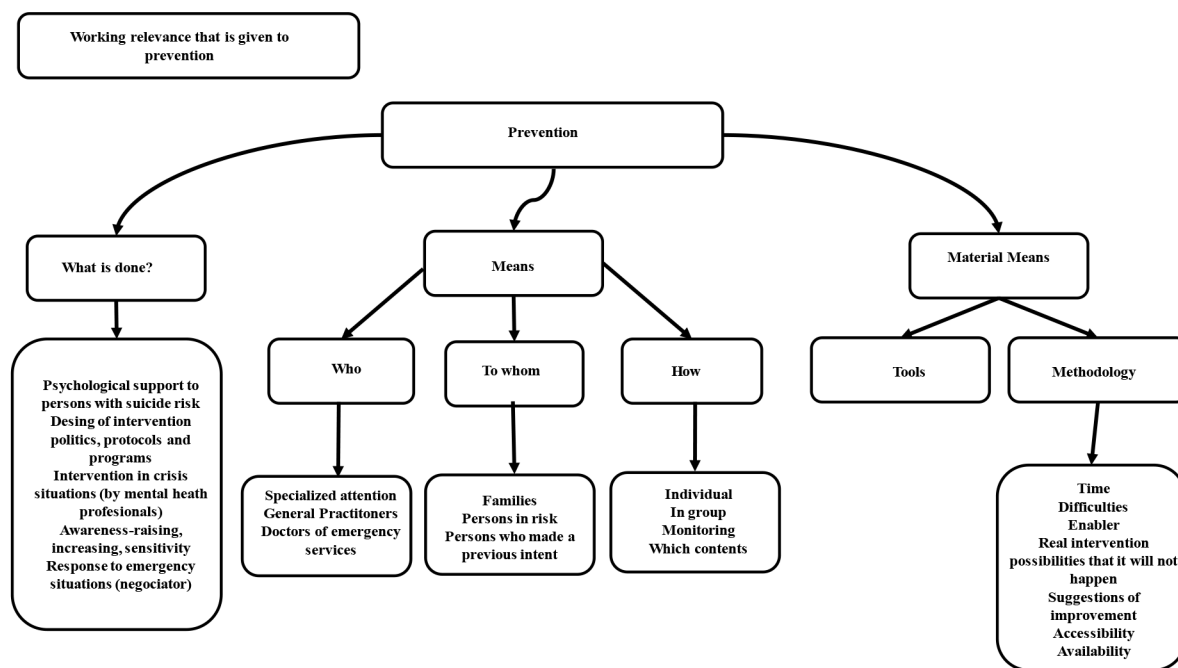 Working relevance that is given to
prevention
Prevention
What is done?
Means
Material Means
Who
To whom
How
Tools
Methodology
Psychological support to
persons with suicide risk
Desing of intervention
politics, protocols and
programs
Intervention in crisis
situations (by mental heath
profesionals)
Awareness-raising,
increasing, sensitivity
Response to emergency
situations (negociator)
Specialized attention
General Practitoners
Doctors of emergency
services
Families
Persons in risk
Persons who made a
previous intent
Individual
In group
Monitoring
Which contents
Time
Difficulties
Enabler
Real intervention
possibilities that it will not
happen
Suggestions of
improvement
Accessibility
Availability